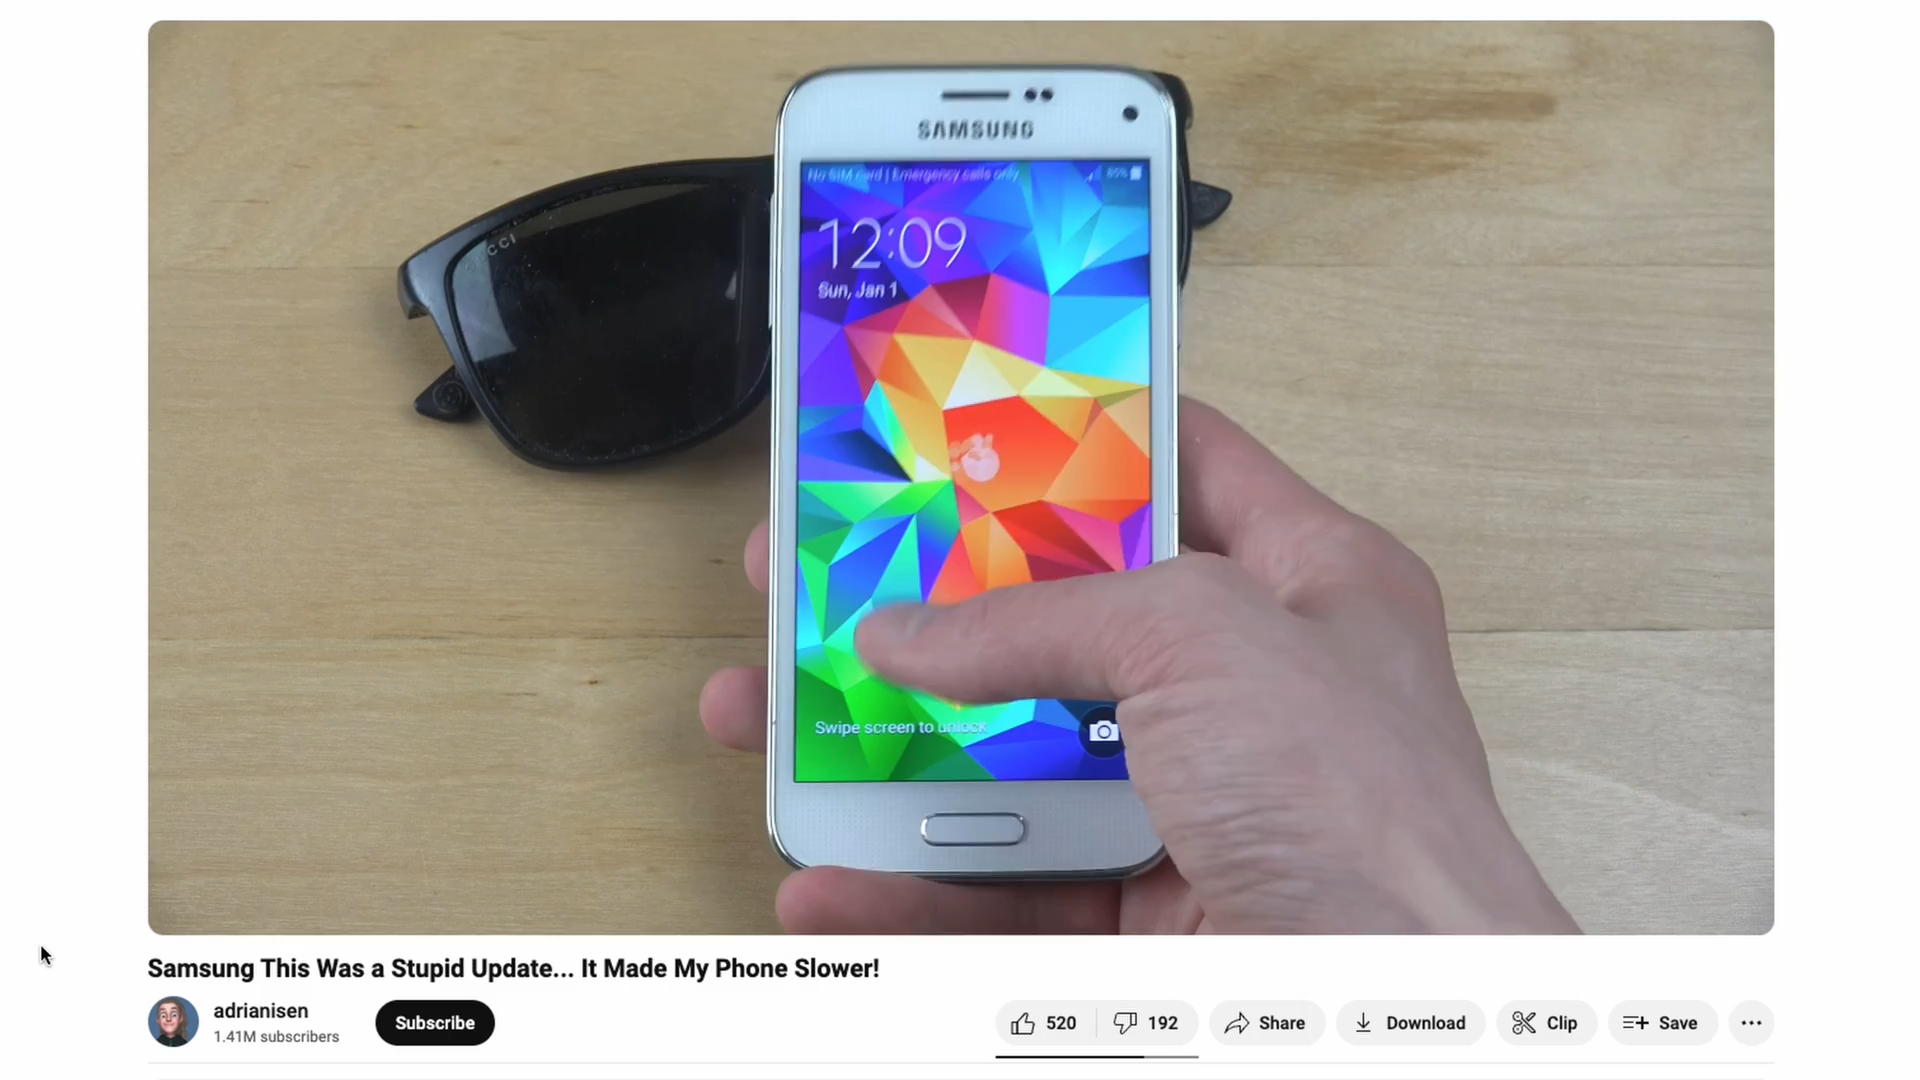 SAMSUNG
No SIM card | Emergency calls only
85%
12:09
Sun, Jan 1
Swipe screen to unlock
Samsung This Was a Stupid Update... It Made My Phone Slower!
adrianisen
1.41M subscribers
Subscribe
520
192
Share
Download
Clip
Save